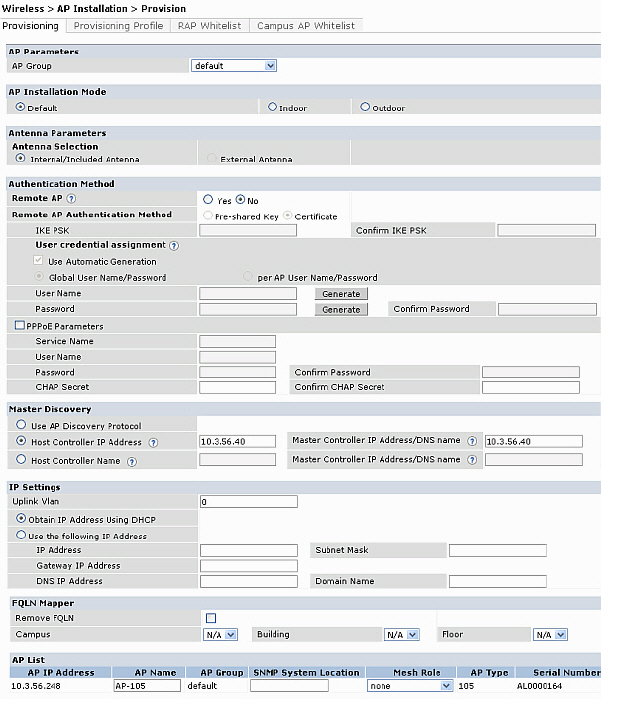 Wireless > AP Installation > Provision
Provisioning Provisioning Profile RAP Whitelist Campus AP Whitelist
AP Parameters
AP Group default
AP Installation Mode
Default Indoor Outdoor
Antenna Parameters
Antenna Selection
Internal/Included Antenna External Antenna
Authentication Method
Remote AP ? Yes No
Remote AP Authentication Method Pre-shared Key Certificate
IKE PSK Confirm IKE PSK
User credential assignment ?
Use Automatic Generation
Global User Name/Password per AP User Name/Password
User Name Generate
Password Generate Confirm Password
PPPoE Parameters
Service Name
User Name
Password Confirm Password
CHAP Secret Confirm CHAP Secret
Master Discovery
Use AP Discovery Protocol
Host Controller IP Address ? 10.3.56.40 Master Controller IP Address/DNS name ? 10.3.56.40
Host Controller Name ? Master Controller IP Address/DNS name ?
IP Settings
Uplink Vlan 0
Obtain IP Address Using DHCP
Use the following IP Address
IP Address Subnet Mask
Gateway IP Address
DNS IP Address Domain Name
FQLN Mapper
Remove FQLN
Campus N/A Building N/A Floor N/A
AP List
AP IP Address AP Name AP Group SNMP System Location Mesh Role AP Type Serial Number
10.3.56.248 AP-105 default none 105 AL0000164